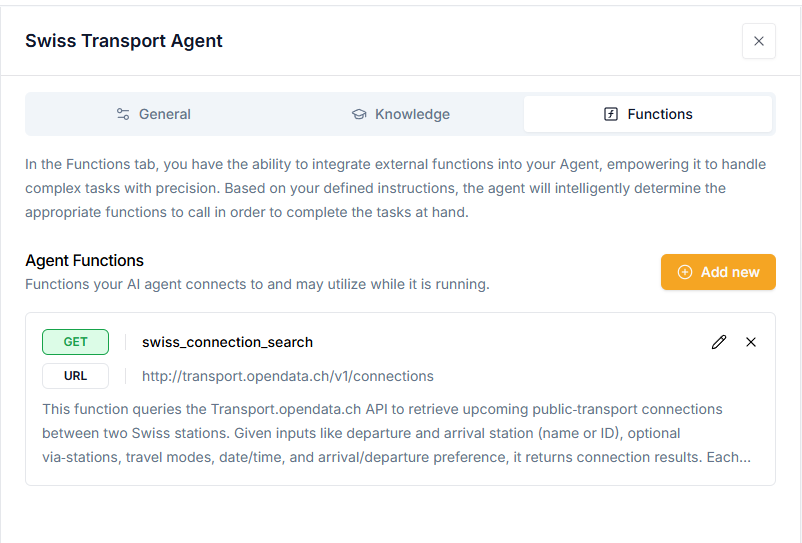 Swiss Transport Agent
General
Knowledge
Functions
In the Functions tab, you have the ability to integrate external functions into your Agent, empowering it to handle
complex tasks with precision. Based on your defined instructions, the agent will intelligently determine the
appropriate functions to call in order to complete the tasks at hand.
Agent Functions
Functions your AI agent connects to and may utilize while it is running.
Add new
GET
swiss_connection_search
URL
http://transport.opendata.ch/v1/connections
This function queries the Transport.opendata.ch API to retrieve upcoming public-transport connections
between two Swiss stations. Given inputs like departure and arrival station (name or ID), optional
via-stations, travel modes, date/time, and arrival/departure preference, it returns connection results. Each...